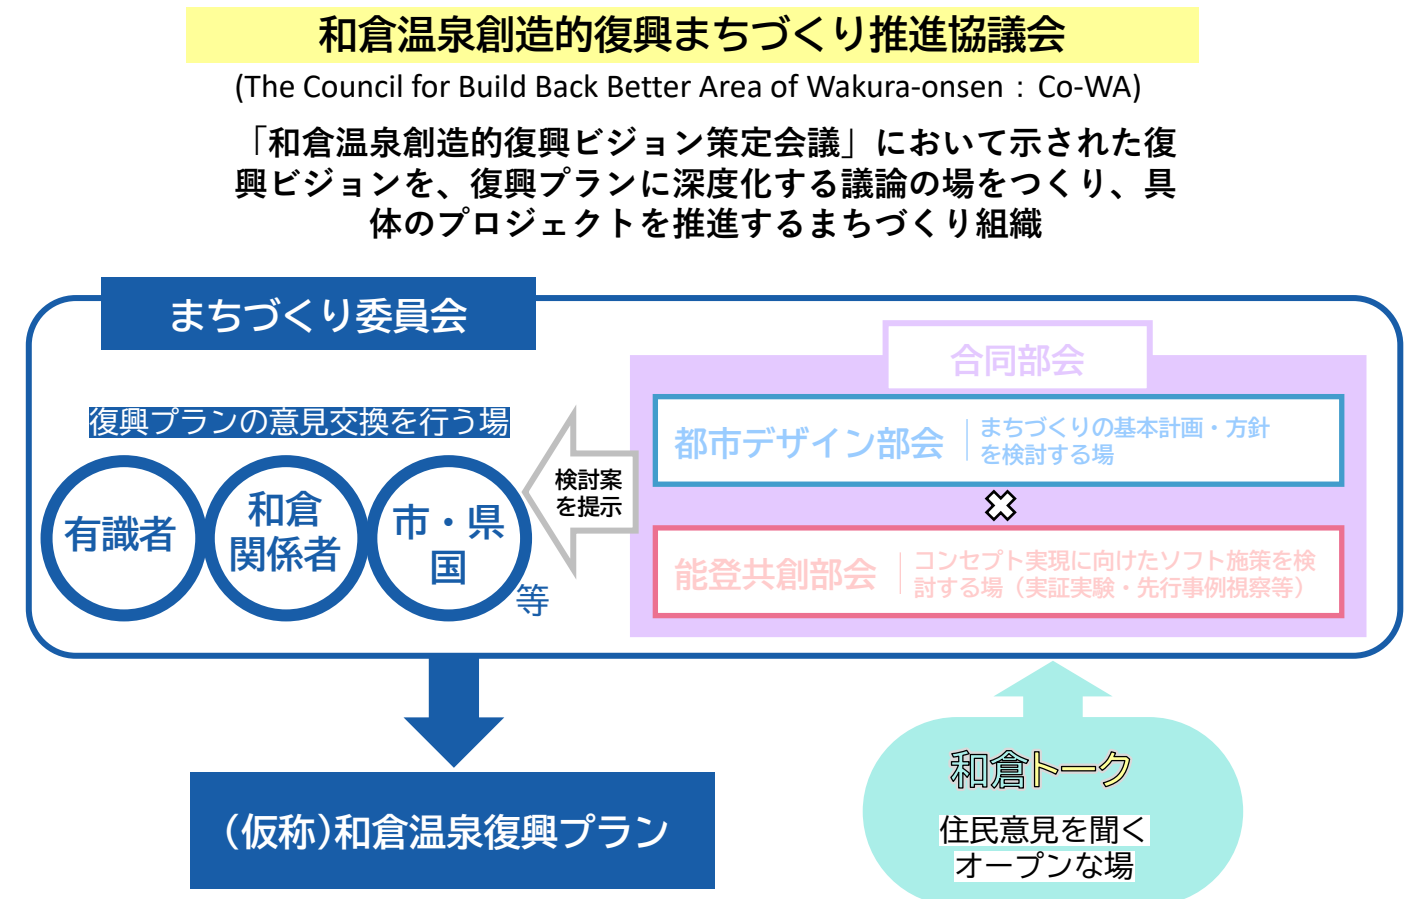 和倉温泉創造的復興まちづくり推進協議会
(The Council for Build Back Better Area of Wakura-onsen：Co-WA)
「和倉温泉創造的復興ビジョン策定会議」において示された復
興ビジョンを、復興プランに深度化する議論の場をつくり、具
体のプロジェクトを推進するまちづくり組織
まちづくり委員会
復興プランの意見交換を行う場
有識者
和倉
関係者
市・県
国
等
検討案
を提示
合同部会
都市デザイン部会
まちづくりの基本計画・方針
を検討する場
能登共創部会
コンセプト実現に向けたソフト施策を検
討する場（実証実験・先行事例視察等）
(仮称)和倉温泉復興プラン
和倉トーク
住民意見を聞く
オープンな場